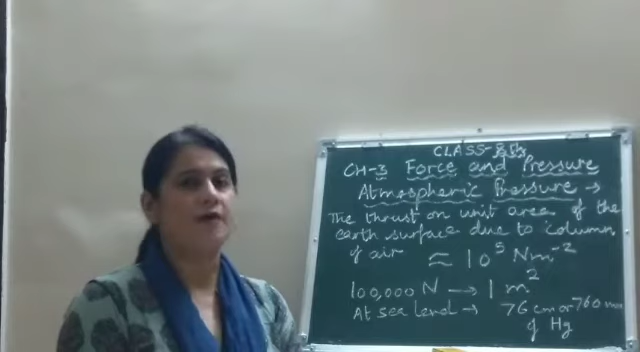 CLASS-8th
CH-3 Force and Pressure
Atmospheric Pressure →
The thrust on unit area of the
earth surface due to column
of air ≈ 10⁵ Nm⁻²
100,000 N → 1 m²
At sea level → 76 cm or 760 mm
of Hg